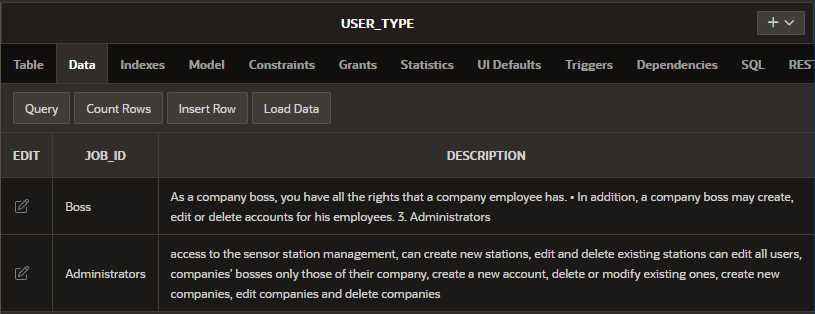 USER_TYPE
+
Table Data Indexes Model Constraints Grants Statistics UI Defaults Triggers Dependencies SQL REST
Query Count Rows Insert Row Load Data
EDIT JOB_ID DESCRIPTION
As a company boss, you have all the rights that a company employee has. • In addition, a company boss may create,
Boss
edit or delete accounts for his employees. 3. Administrators
access to the sensor station management, can create new stations, edit and delete existing stations can edit all users,
Administrators companies' bosses only those of their company, create a new account, delete or modify existing ones, create new
companies, edit companies and delete companies